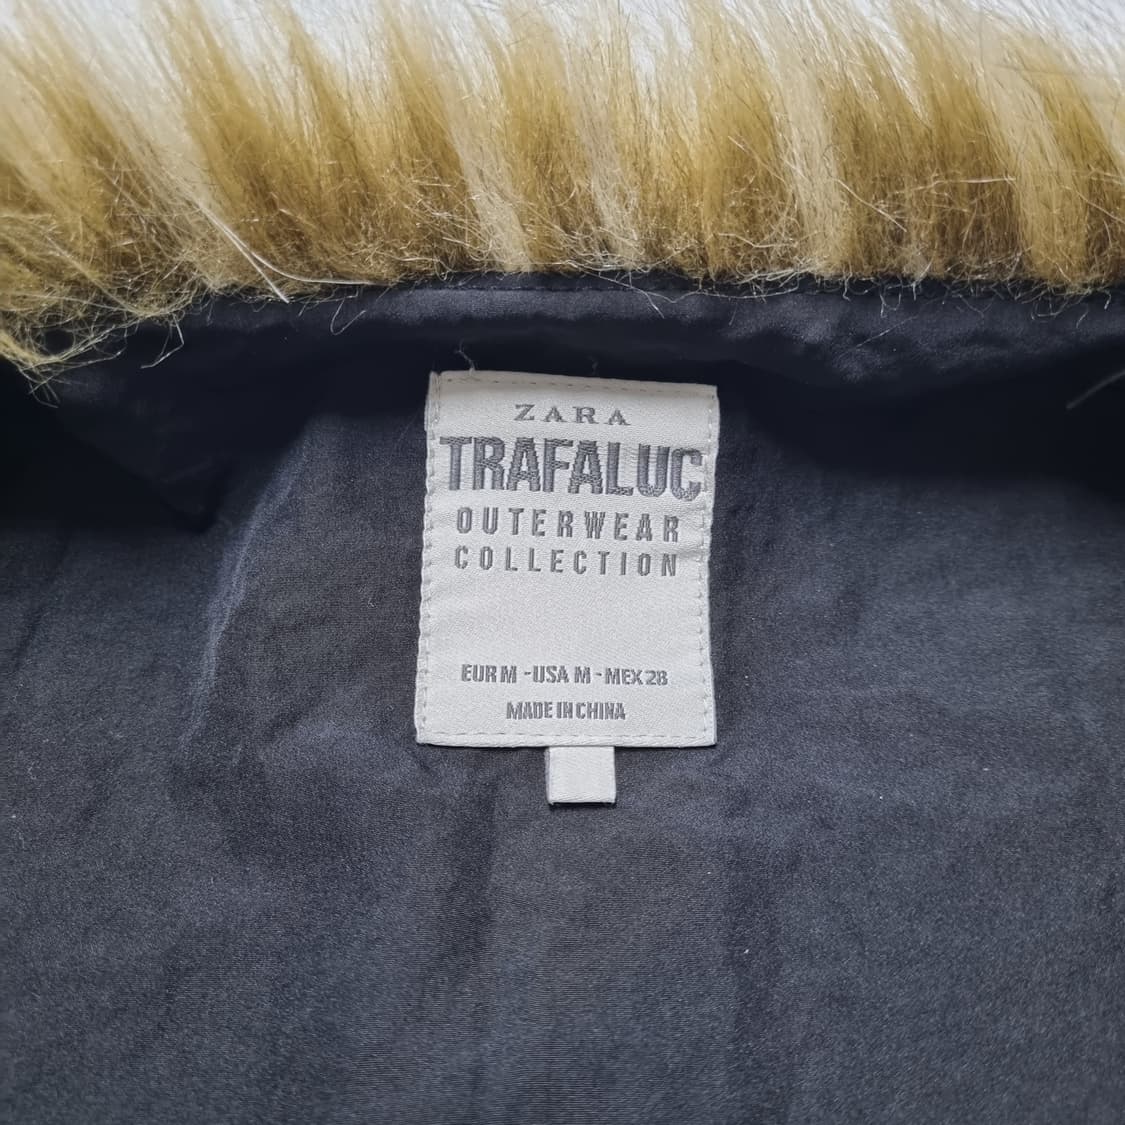 ZARA
TRAFALUC
OUTERWEAR
COLLECTION
EUR M - USA M - MEX 28
MADE IN CHINA